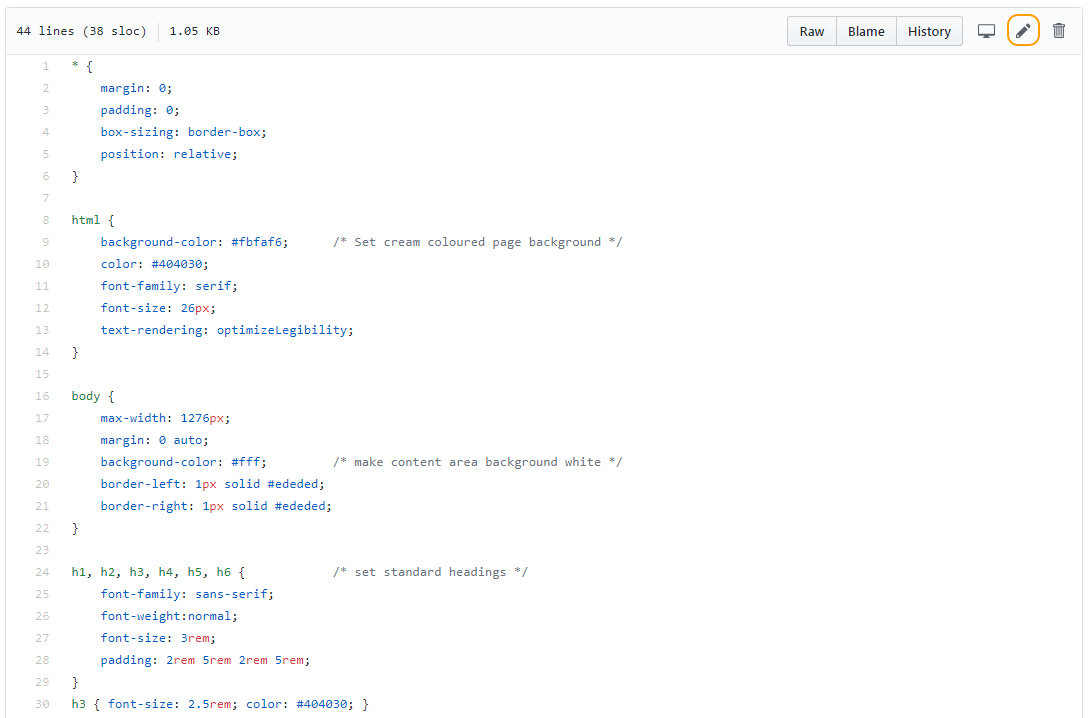 44 lines (38 sloc) 1.05 KB Raw Blame History
1 * {
2 margin: 0;
3 padding: 0;
4 box-sizing: border-box;
5 position: relative;
6 }
7
8 html {
9 background-color: #fbfaf6; /* Set cream coloured page background */
10 color: #404030;
11 font-family: serif;
12 font-size: 26px;
13 text-rendering: optimizeLegibility;
14 }
15
16 body {
17 max-width: 1276px;
18 margin: 0 auto;
19 background-color: #fff; /* make content area background white */
20 border-left: 1px solid #ededed;
21 border-right: 1px solid #ededed;
22 }
23
24 h1, h2, h3, h4, h5, h6 { /* set standard headings */
25 font-family: sans-serif;
26 font-weight:normal;
27 font-size: 3rem;
28 padding: 2rem 5rem 2rem 5rem;
29 }
30 h3 { font-size: 2.5rem; color: #404030; }